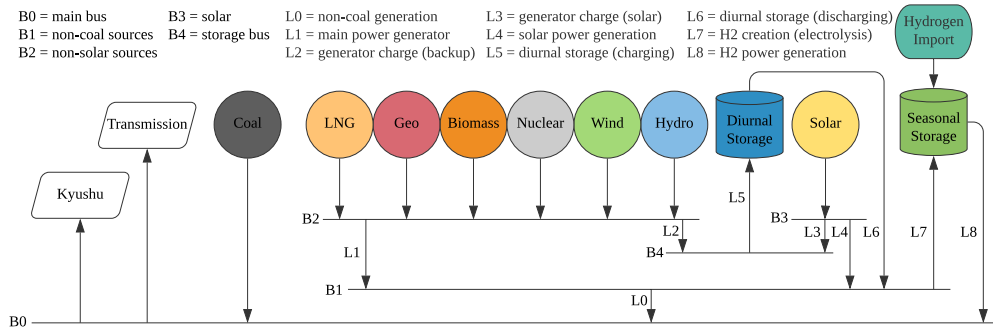 B0 = main bus
B1 = non-coal sources
B2 = non-solar sources
B3 = solar
B4 = storage bus
L0 = non-coal generation
L1 = main power generator
L2 = generator charge (backup)
L3 = generator charge (solar)
L4 = solar power generation
L5 = diurnal storage (charging)
L6 = diurnal storage (discharging)
L7 = H2 creation (electrolysis)
L8 = H2 power generation
Hydrogen
Import
Transmission
Kyushu
Coal
LNG
Geo
Biomass
Nuclear
Wind
Hydro
Diurnal
Storage
Solar
Seasonal
Storage
L5
B2
B3
L1
L2
L3
L4
L6
L7
L8
B4
B1
L0
B0